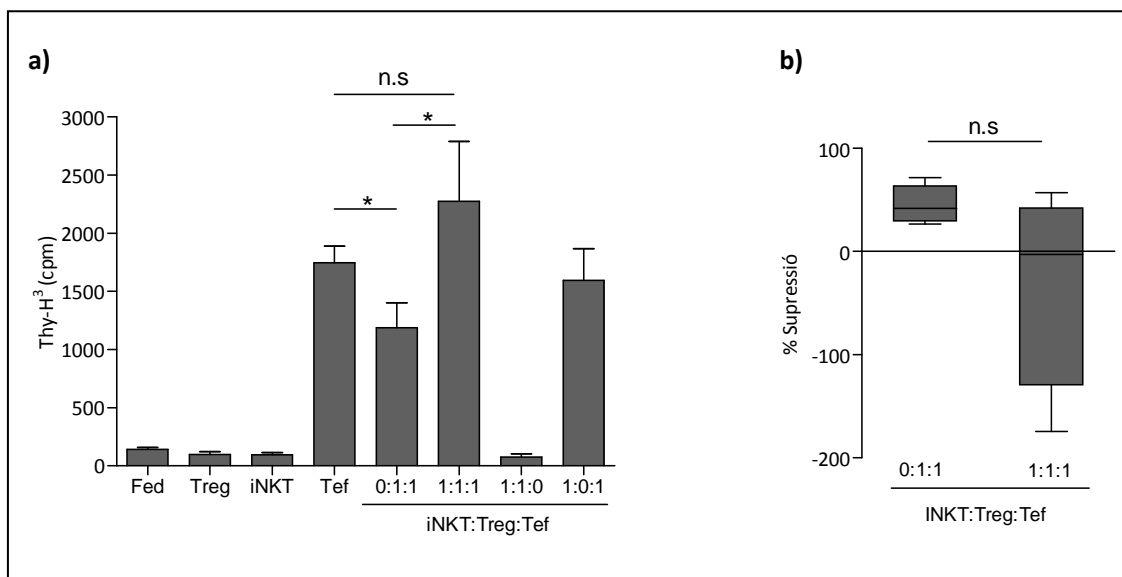 a)
n.s
*
*
3000
2500
2000
1500
1000
500
0
Thy-H³ (cpm)
Fed Treg iNKT Tef 0:1:1 1:1:1 1:1:0 1:0:1
iNKT:Treg:Tef
b)
n.s
100
0
-100
-200
% Supressió
0:1:1 1:1:1
INKT:Treg:Tef